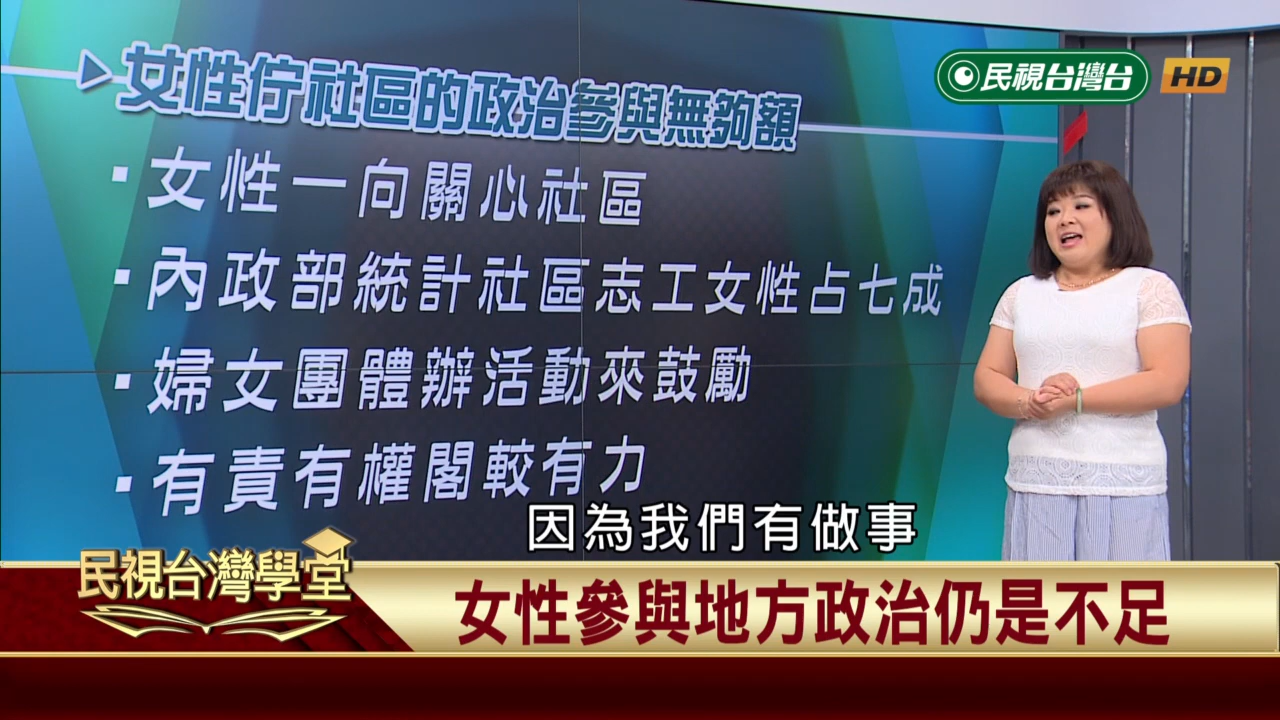 女性佇社區的政治參與無夠額
民視台灣台 HD
女性一向關心社區
內政部統計社區志工女性占七成
婦女團體辦活動來鼓勵
有責有權閣較有力
因為我們有做事
民視台灣學堂
女性參與地方政治仍是不足